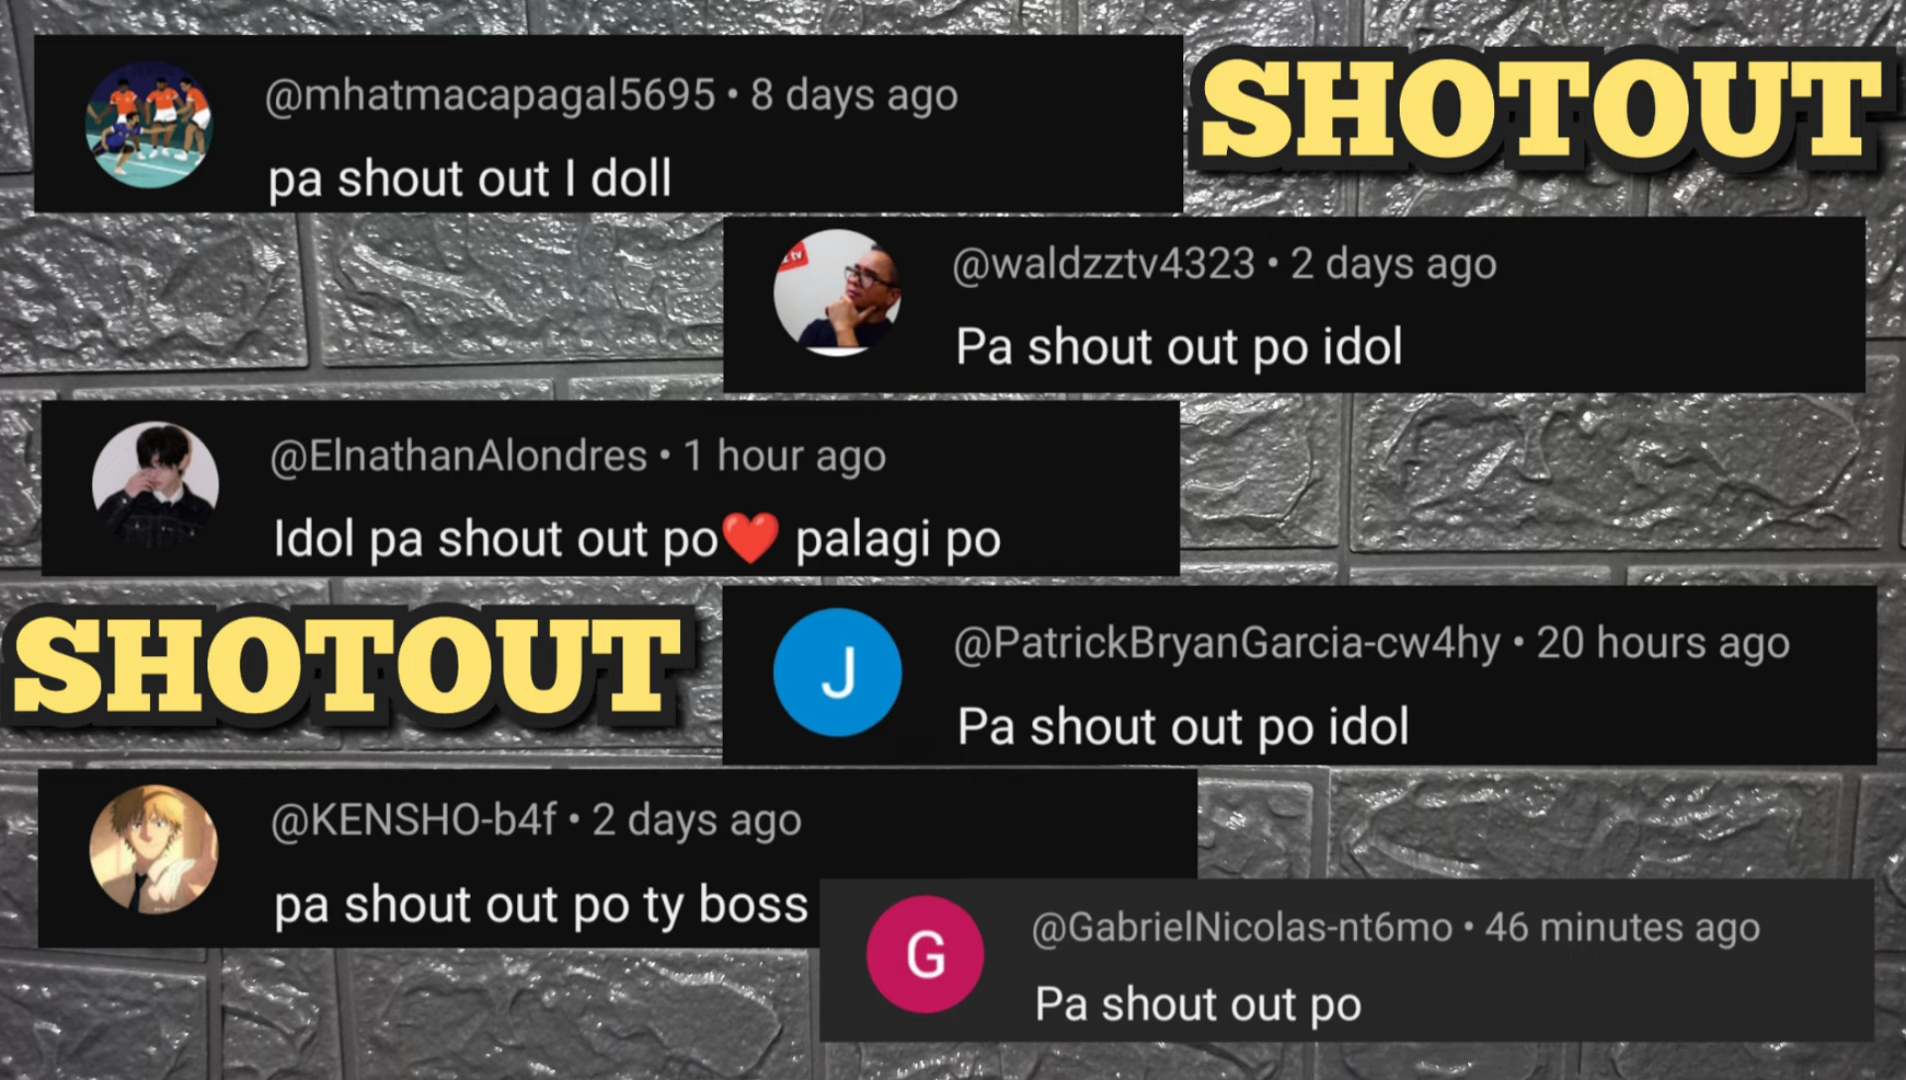 @mhatmacapagal5695 • 8 days ago
pa shout out I doll
SHOTOUT
tv
@waldzztv4323 • 2 days ago
Pa shout out po idol
@ElnathanAlondres • 1 hour ago
Idol pa shout out po❤️ palagi po
SHOTOUT
J
@PatrickBryanGarcia-cw4hy • 20 hours ago
Pa shout out po idol
@KENSHO-b4f • 2 days ago
pa shout out po ty boss
G
@GabrielNicolas-nt6mo • 46 minutes ago
Pa shout out po